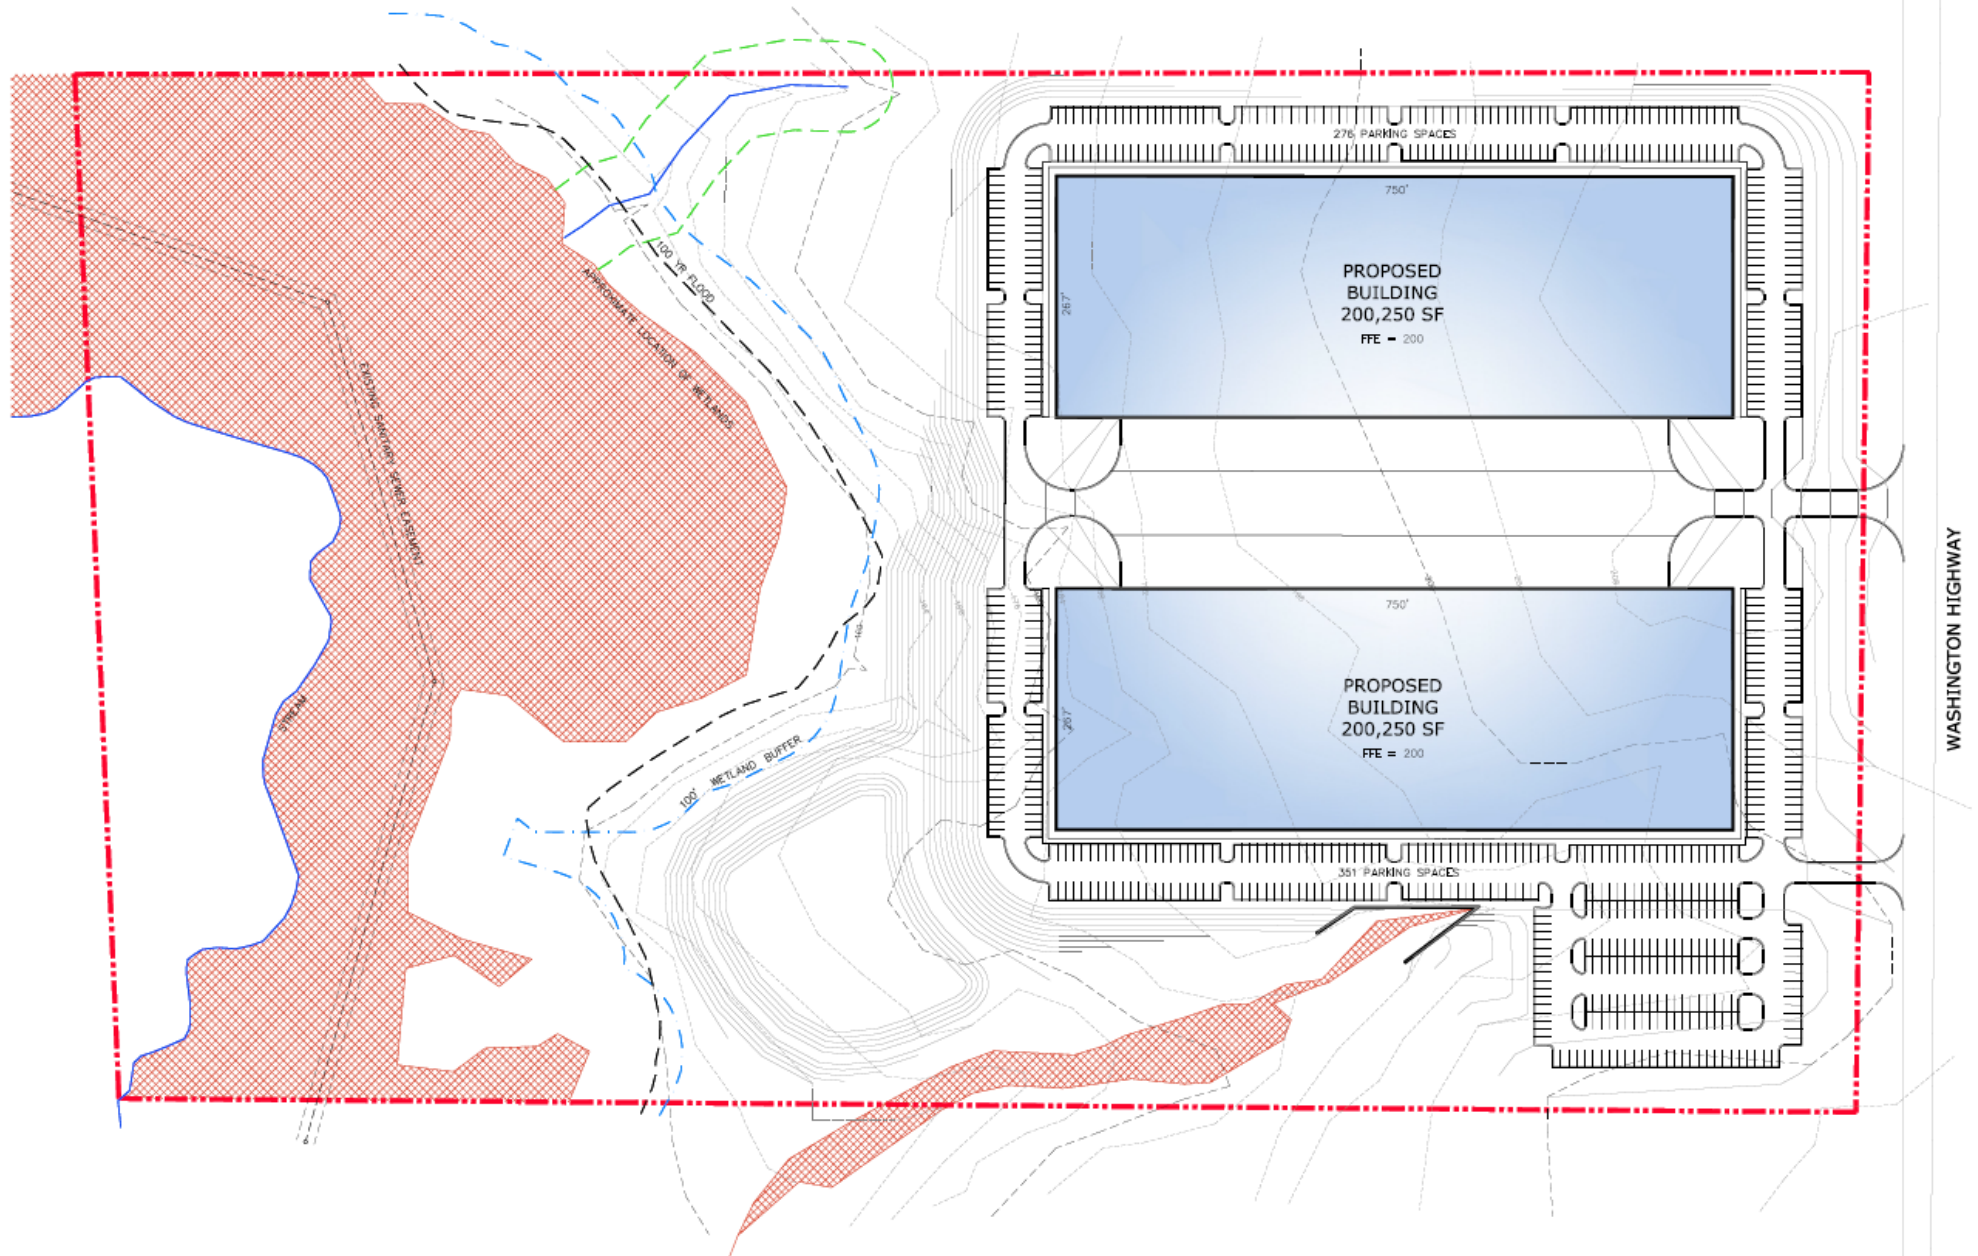 276 PARKING SPACES
750'
267'
PROPOSED
BUILDING
200,250 SF
FFE = 200
100 YR FLOOD
APPROXIMATE LOCATION OF WETLANDS
EXISTING SANITARY SEWER EASEMENT
STREAM
100' WETLAND BUFFER
180
750'
267'
PROPOSED
BUILDING
200,250 SF
FFE = 200
351 PARKING SPACES
WASHINGTON HIGHWAY